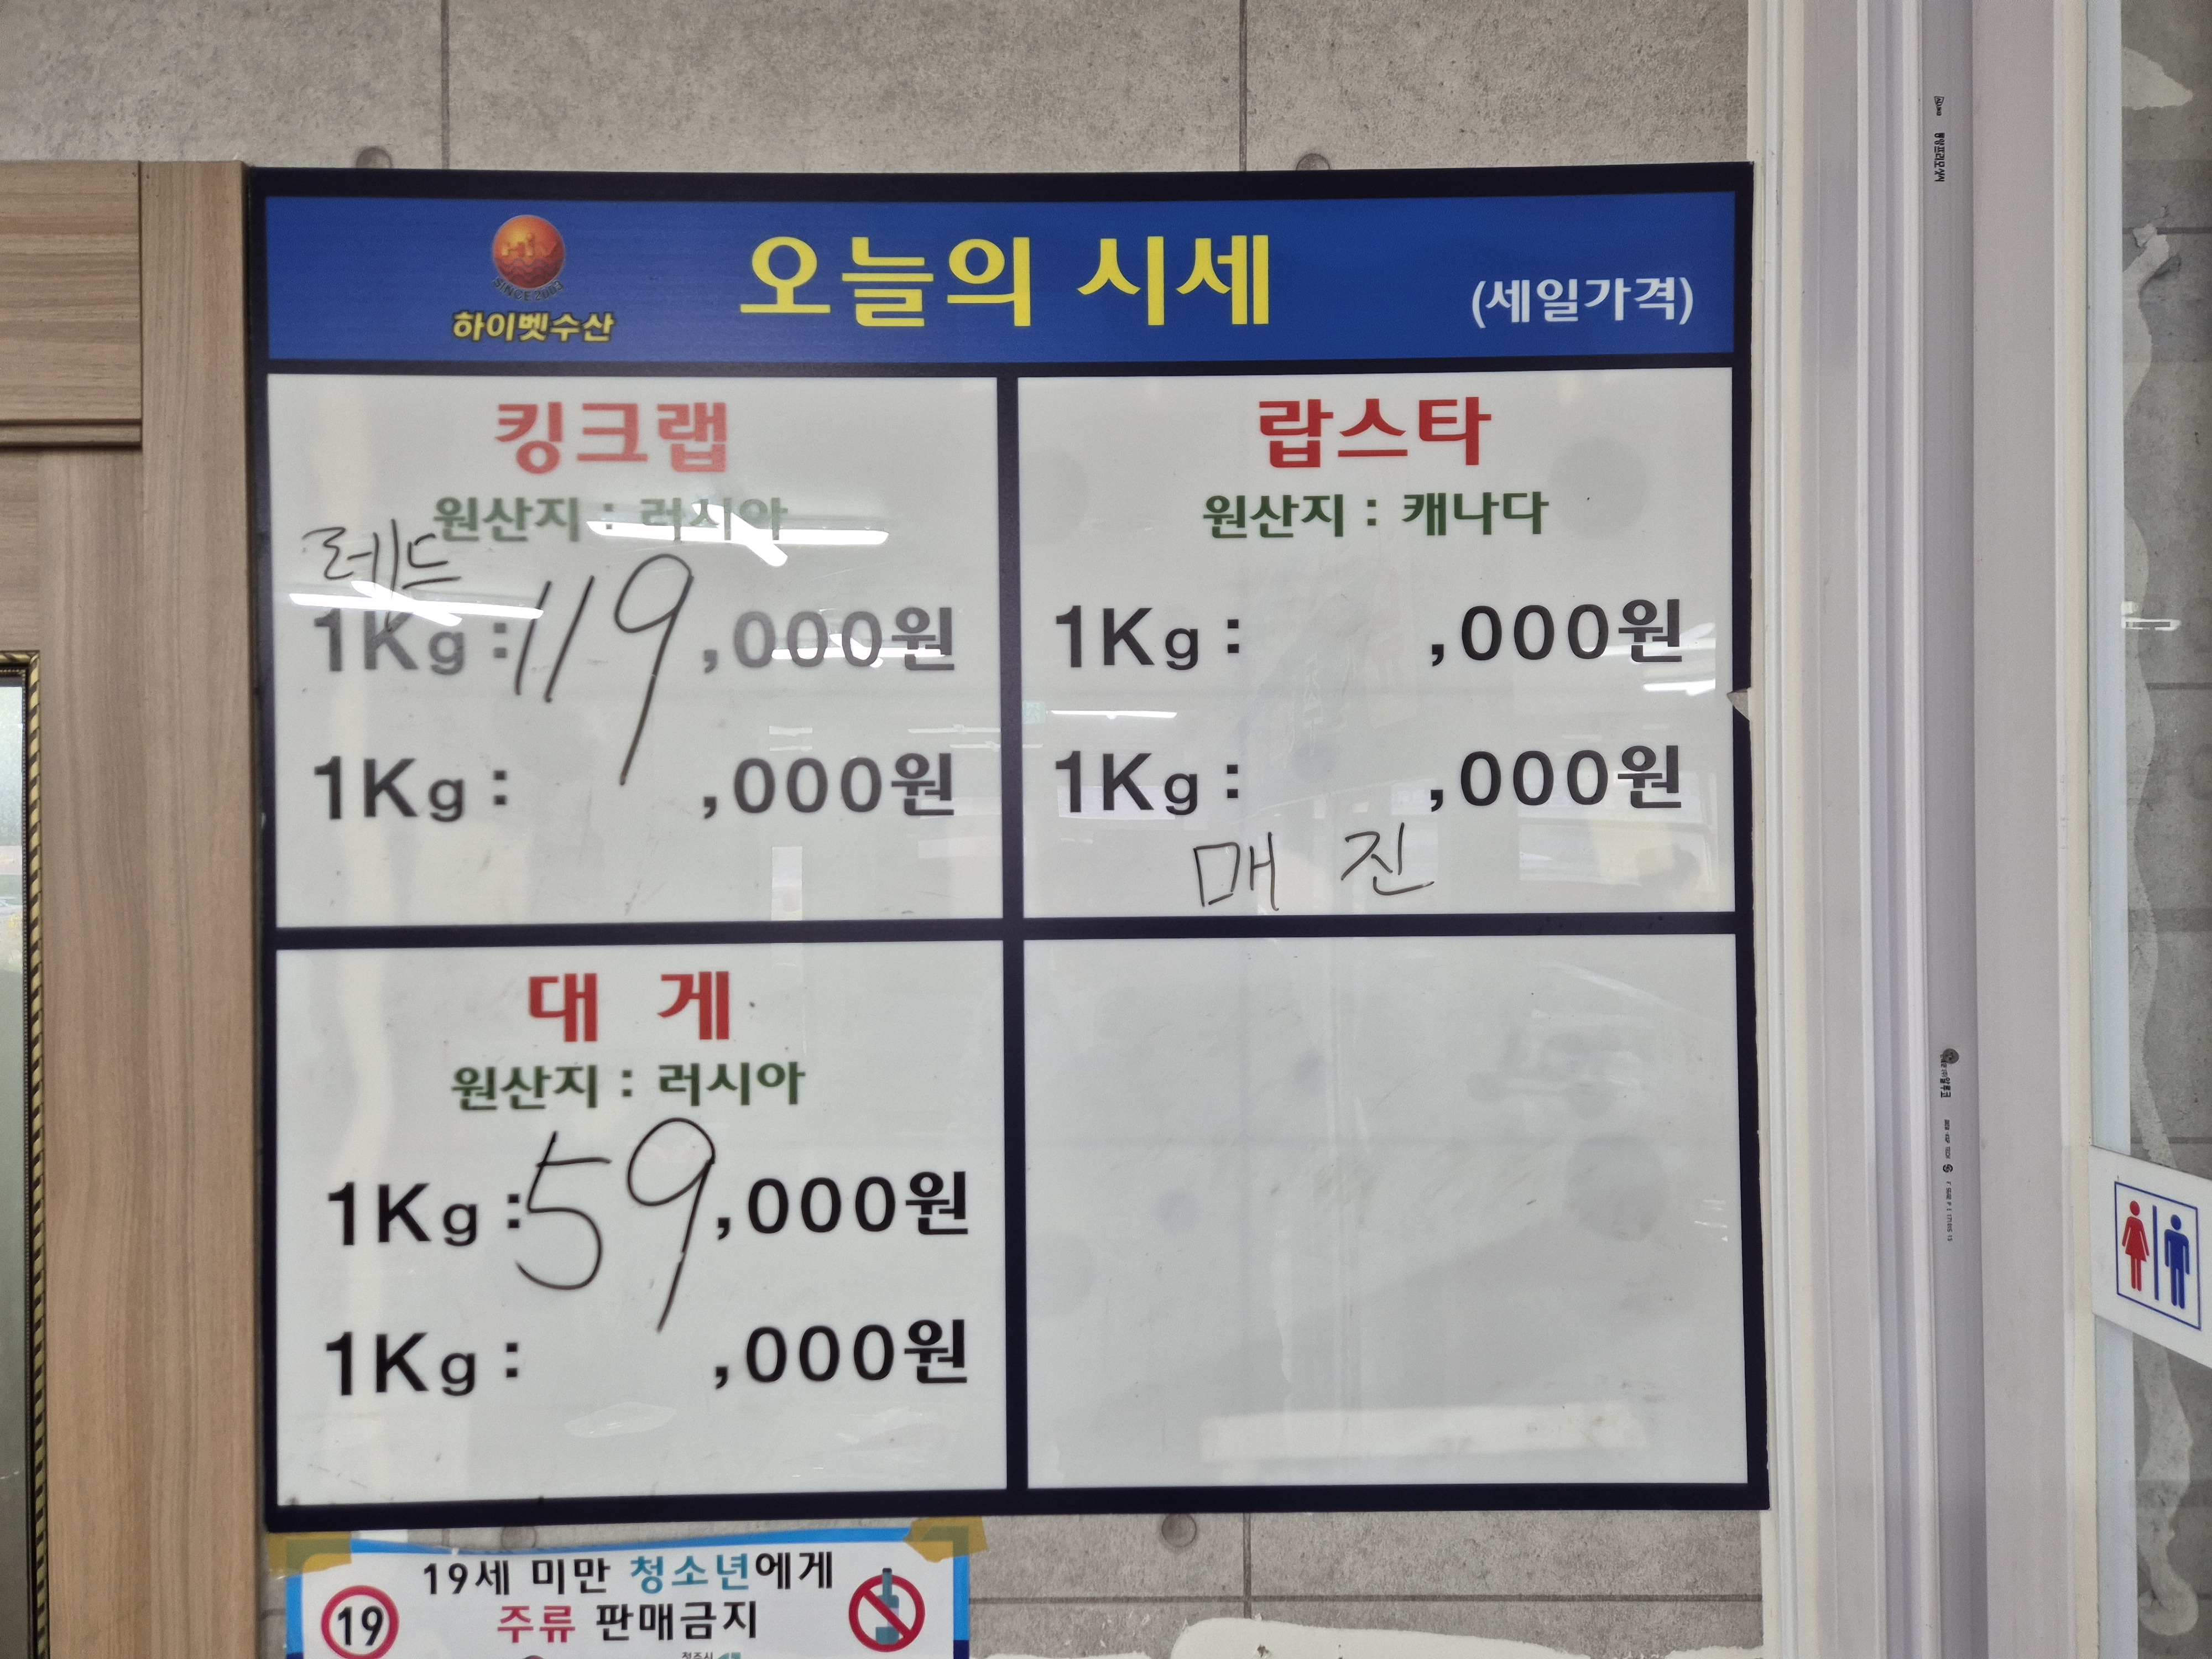 HiV
SINCE 2003
하이벳수산
오늘의 시세
(세일가격)
킹크랩
원산지 : 러시아
레드
1Kg : 119 ,000원
1Kg : ,000원
랍스타
원산지 : 캐나다
1Kg : ,000원
1Kg : ,000원
매 진
대 게
원산지 : 러시아
1Kg : 59 ,000원
1Kg : ,000원
19세 미만 청소년에게
19
주류 판매금지